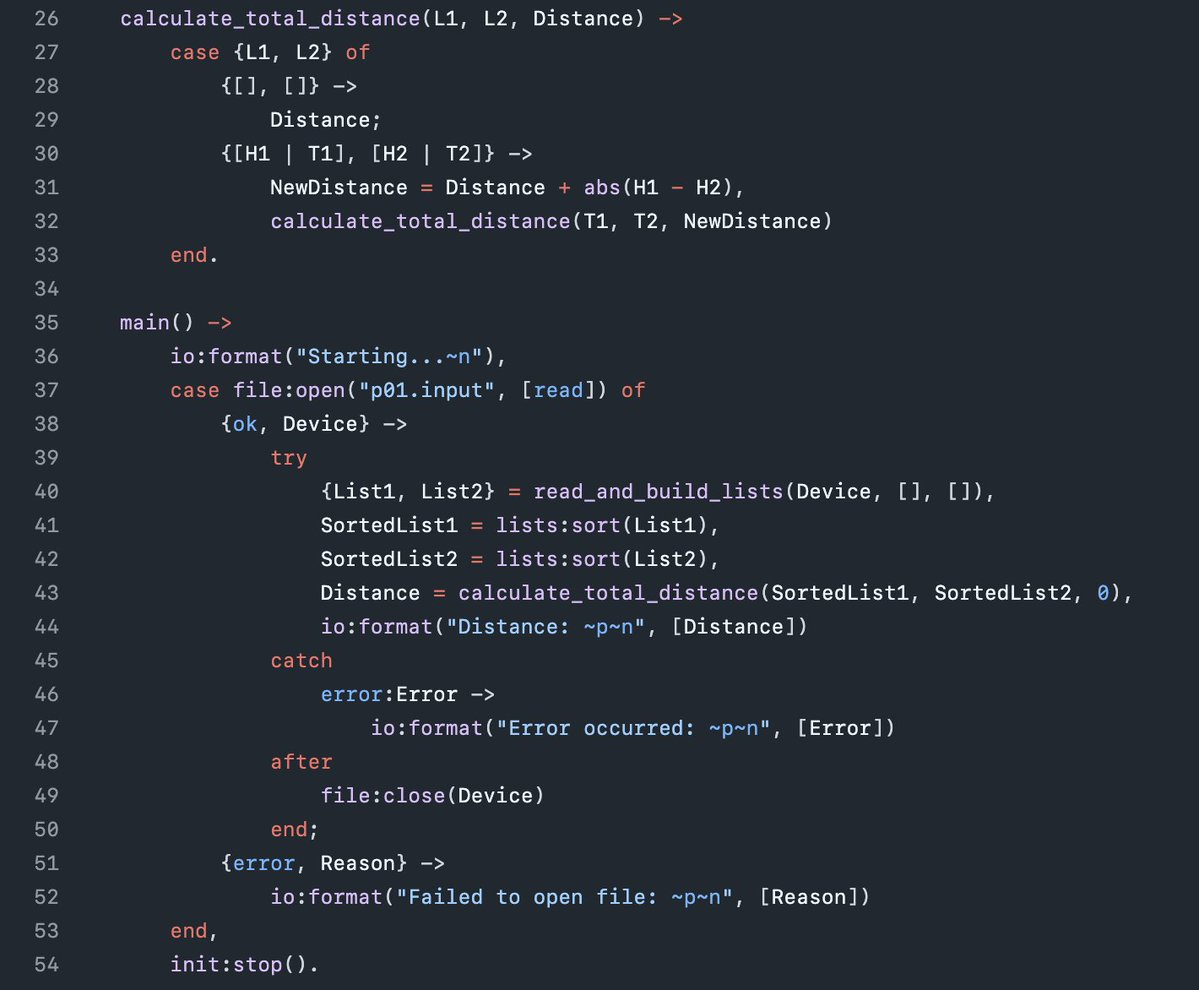 26 calculate_total_distance(L1, L2, Distance) ->
27 case {L1, L2} of
28 {[], []} ->
29 Distance;
30 {[H1 | T1], [H2 | T2]} ->
31 NewDistance = Distance + abs(H1 - H2),
32 calculate_total_distance(T1, T2, NewDistance)
33 end.
34
35 main() ->
36 io:format("Starting...~n"),
37 case file:open("p01.input", [read]) of
38 {ok, Device} ->
39 try
40 {List1, List2} = read_and_build_lists(Device, [], []),
41 SortedList1 = lists:sort(List1),
42 SortedList2 = lists:sort(List2),
43 Distance = calculate_total_distance(SortedList1, SortedList2, 0),
44 io:format("Distance: ~p~n", [Distance])
45 catch
46 error:Error ->
47 io:format("Error occurred: ~p~n", [Error])
48 after
49 file:close(Device)
50 end;
51 {error, Reason} ->
52 io:format("Failed to open file: ~p~n", [Reason])
53 end,
54 init:stop().